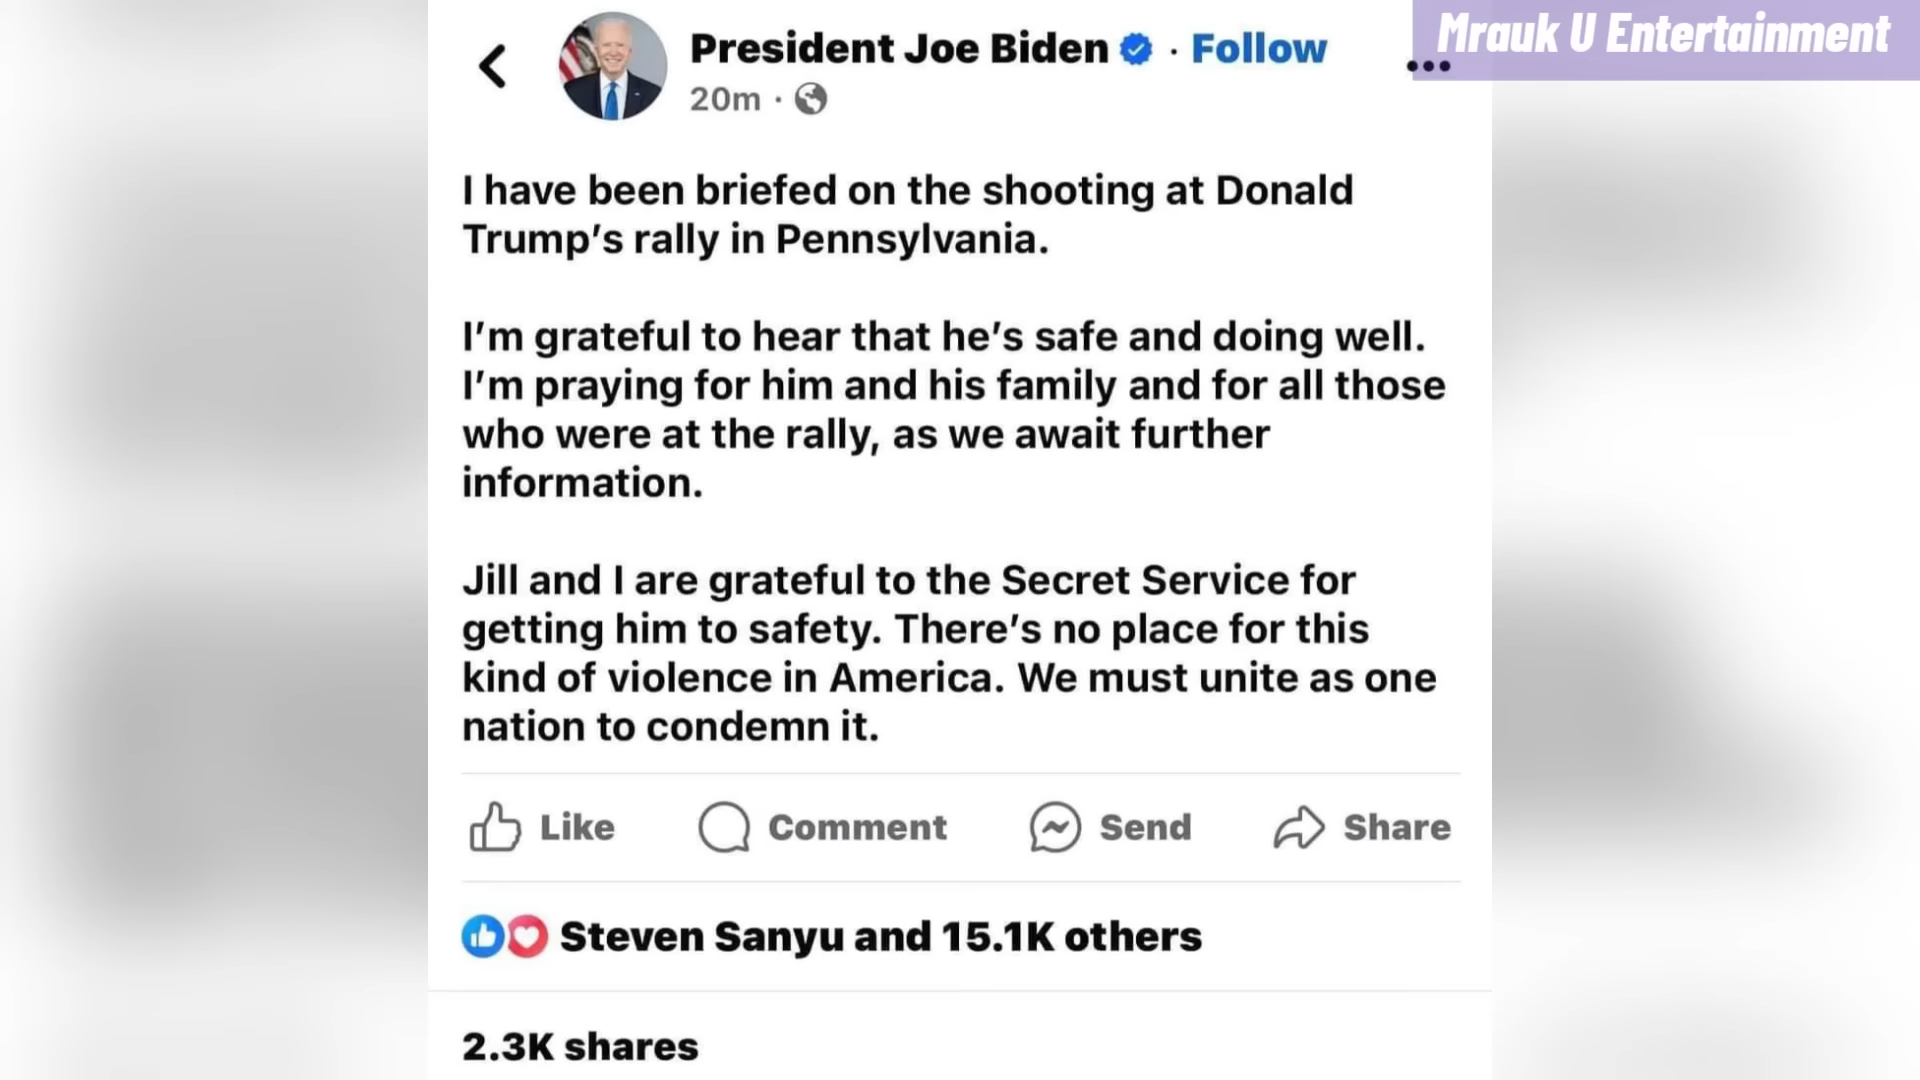 Mrauk U Entertainment
President Joe Biden · Follow
20m ·
I have been briefed on the shooting at Donald
Trump’s rally in Pennsylvania.
I’m grateful to hear that he’s safe and doing well.
I’m praying for him and his family and for all those
who were at the rally, as we await further
information.
Jill and I are grateful to the Secret Service for
getting him to safety. There’s no place for this
kind of violence in America. We must unite as one
nation to condemn it.
Like Comment Send Share
Steven Sanyu and 15.1K others
2.3K shares